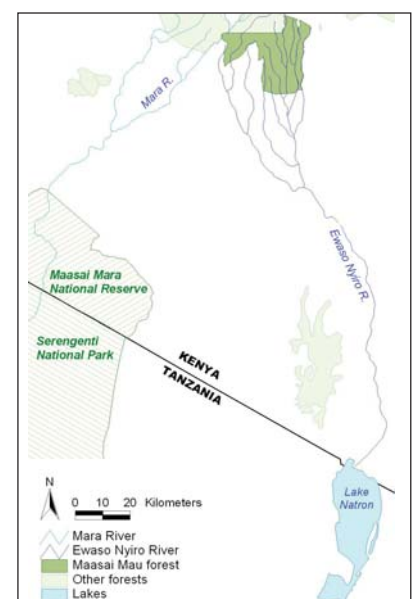 Mara R.
Ewaso Nyiro R.
Maasai Mara
National Reserve
Serengeti
National Park
KENYA
TANZANIA
Lake
Natron
N
0 10 20 Kilometers
Mara River
Ewaso Nyiro River
Maasai Mau forest
Other forests
Lakes